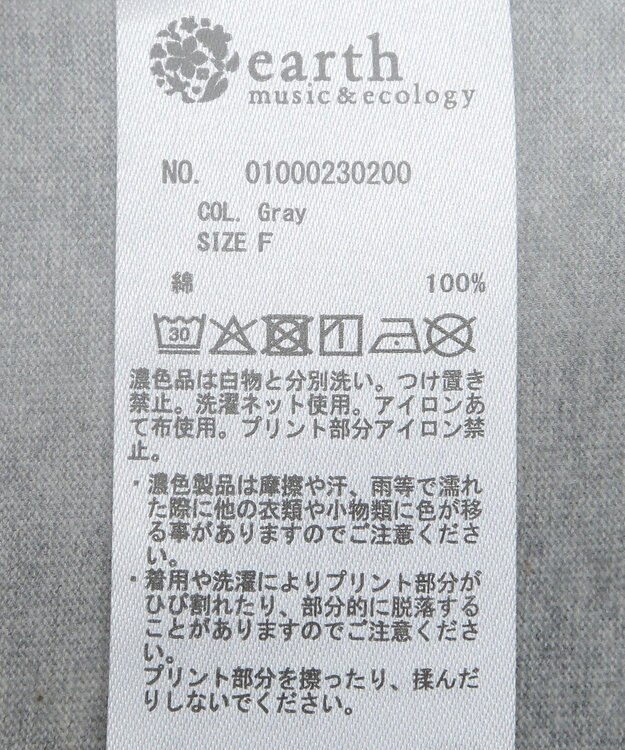 earth
music&ecology
NO. 01000230200
COL. Gray
SIZE F
綿 100%
30
濃色品は白物と分別洗い。つけ置き
禁止。洗濯ネット使用。アイロンあ
て布使用。プリント部分アイロン禁
止。
・濃色製品は摩擦や汗、雨等で濡れ
た際に他の衣類や小物類に色が移
る事がありますのでご注意くださ
い。
・着用や洗濯によりプリント部分が
ひび割れたり、部分的に脱落する
ことがありますのでご注意くださ
い。
プリント部分を擦ったり、揉んだ
りしないでください。